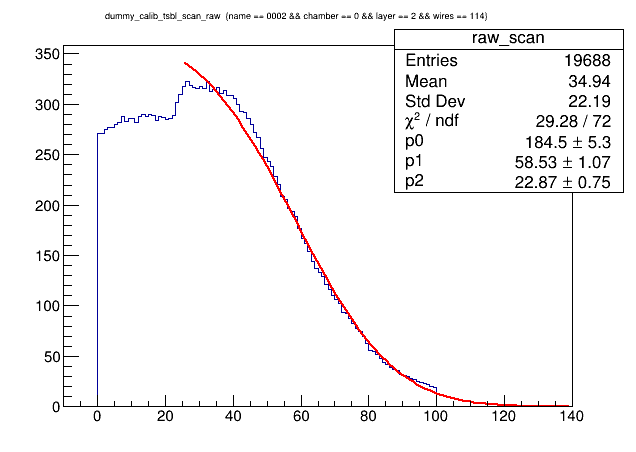 dummy_calib_tsbl_scan_raw (name == 0002 && chamber == 0 && layer == 2 && wires == 114)
raw_scan
Entries 19688
Mean 34.94
Std Dev 22.19
χ² / ndf 29.28 / 72
p0 184.5 ± 5.3
p1 58.53 ± 1.07
p2 22.87 ± 0.75
350
300
250
200
150
100
50
0
0 20 40 60 80 100 120 140